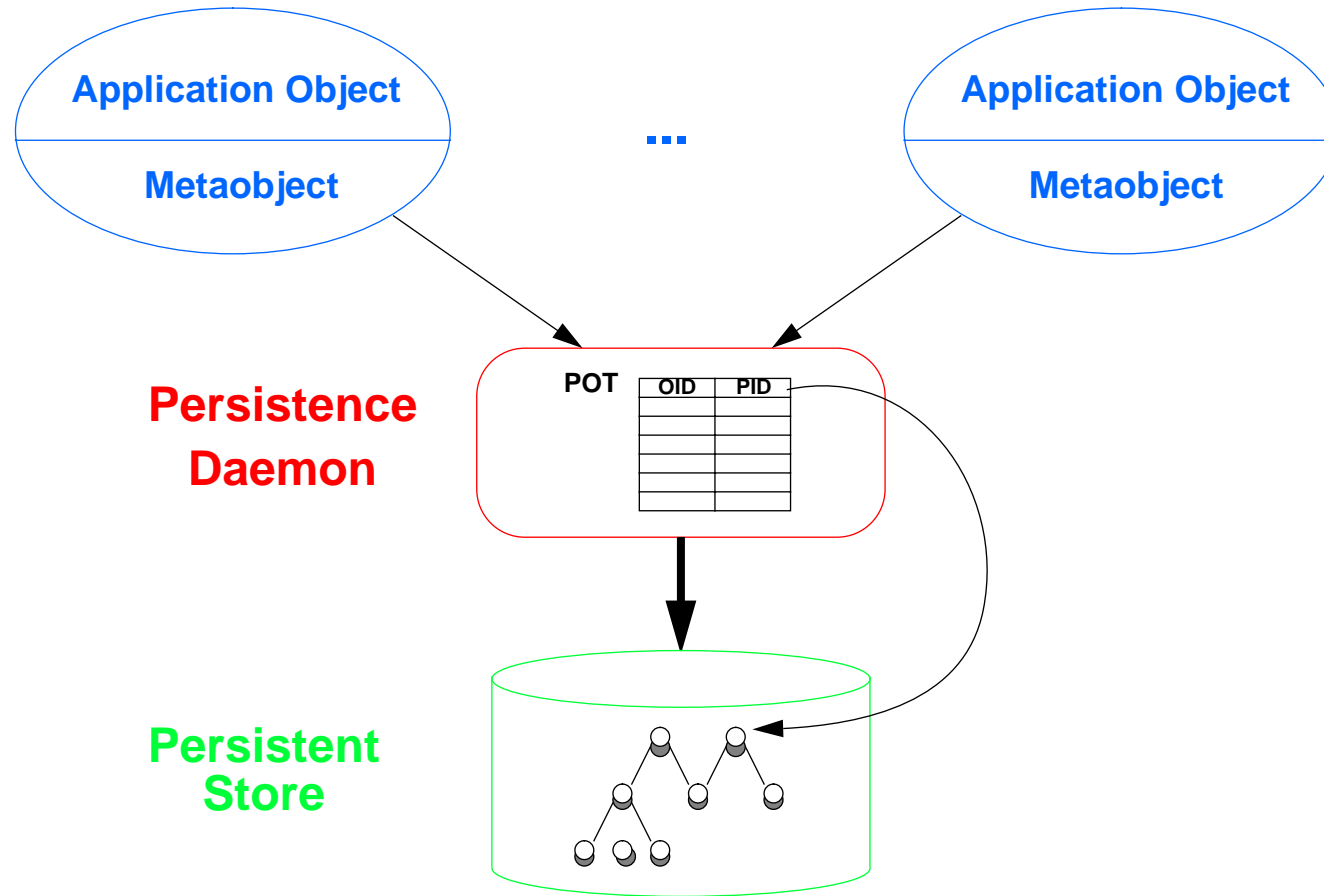 Application Object
Metaobject
...
Application Object
Metaobject
Persistence
Daemon
POT
OID PID
Persistent
Store